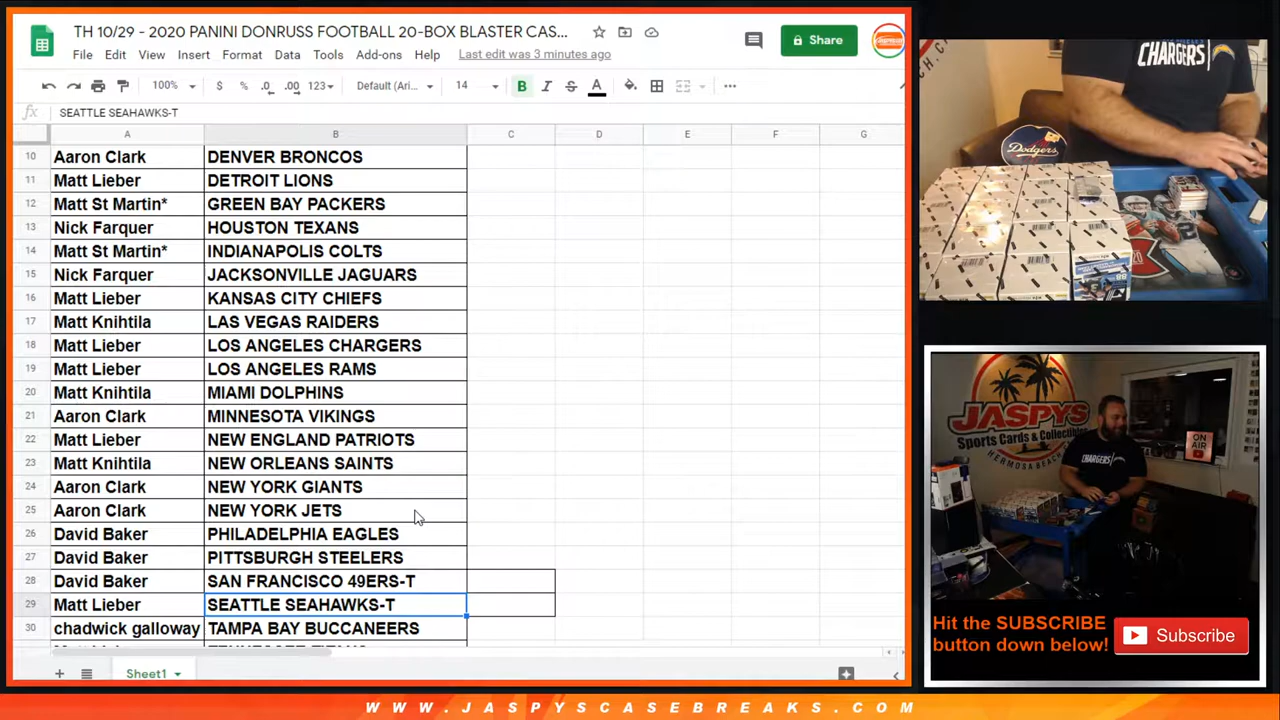 TH 10/29 - 2020 PANINI DONRUSS FOOTBALL 20-BOX BLASTER CAS...
File Edit View Insert Format Data Tools Add-ons Help Last edit was 3 minutes ago
Share
100% $ % .0 .00 123 Default (Ari... 14 B I S A
fx SEATTLE SEAHAWKS-T
A B C D E F G
10 Aaron Clark DENVER BRONCOS
11 Matt Lieber DETROIT LIONS
12 Matt St Martin* GREEN BAY PACKERS
13 Nick Farquer HOUSTON TEXANS
14 Matt St Martin* INDIANAPOLIS COLTS
15 Nick Farquer JACKSONVILLE JAGUARS
16 Matt Lieber KANSAS CITY CHIEFS
17 Matt Knihtila LAS VEGAS RAIDERS
18 Matt Lieber LOS ANGELES CHARGERS
19 Matt Lieber LOS ANGELES RAMS
20 Matt Knihtila MIAMI DOLPHINS
21 Aaron Clark MINNESOTA VIKINGS
22 Matt Lieber NEW ENGLAND PATRIOTS
23 Matt Knihtila NEW ORLEANS SAINTS
24 Aaron Clark NEW YORK GIANTS
25 Aaron Clark NEW YORK JETS
26 David Baker PHILADELPHIA EAGLES
27 David Baker PITTSBURGH STEELERS
28 David Baker SAN FRANCISCO 49ERS-T
29 Matt Lieber SEATTLE SEAHAWKS-T
30 chadwick galloway TAMPA BAY BUCCANEERS
Sheet1
CHARGERS
Dodgers
JASPYS
Sports Cards & Collectibles
HERMOSA BEACH
CHARGERS
ON AIR
Hit the SUBSCRIBE
button down below!
Subscribe
WWW.JASPYSCASEBREAKS.COM